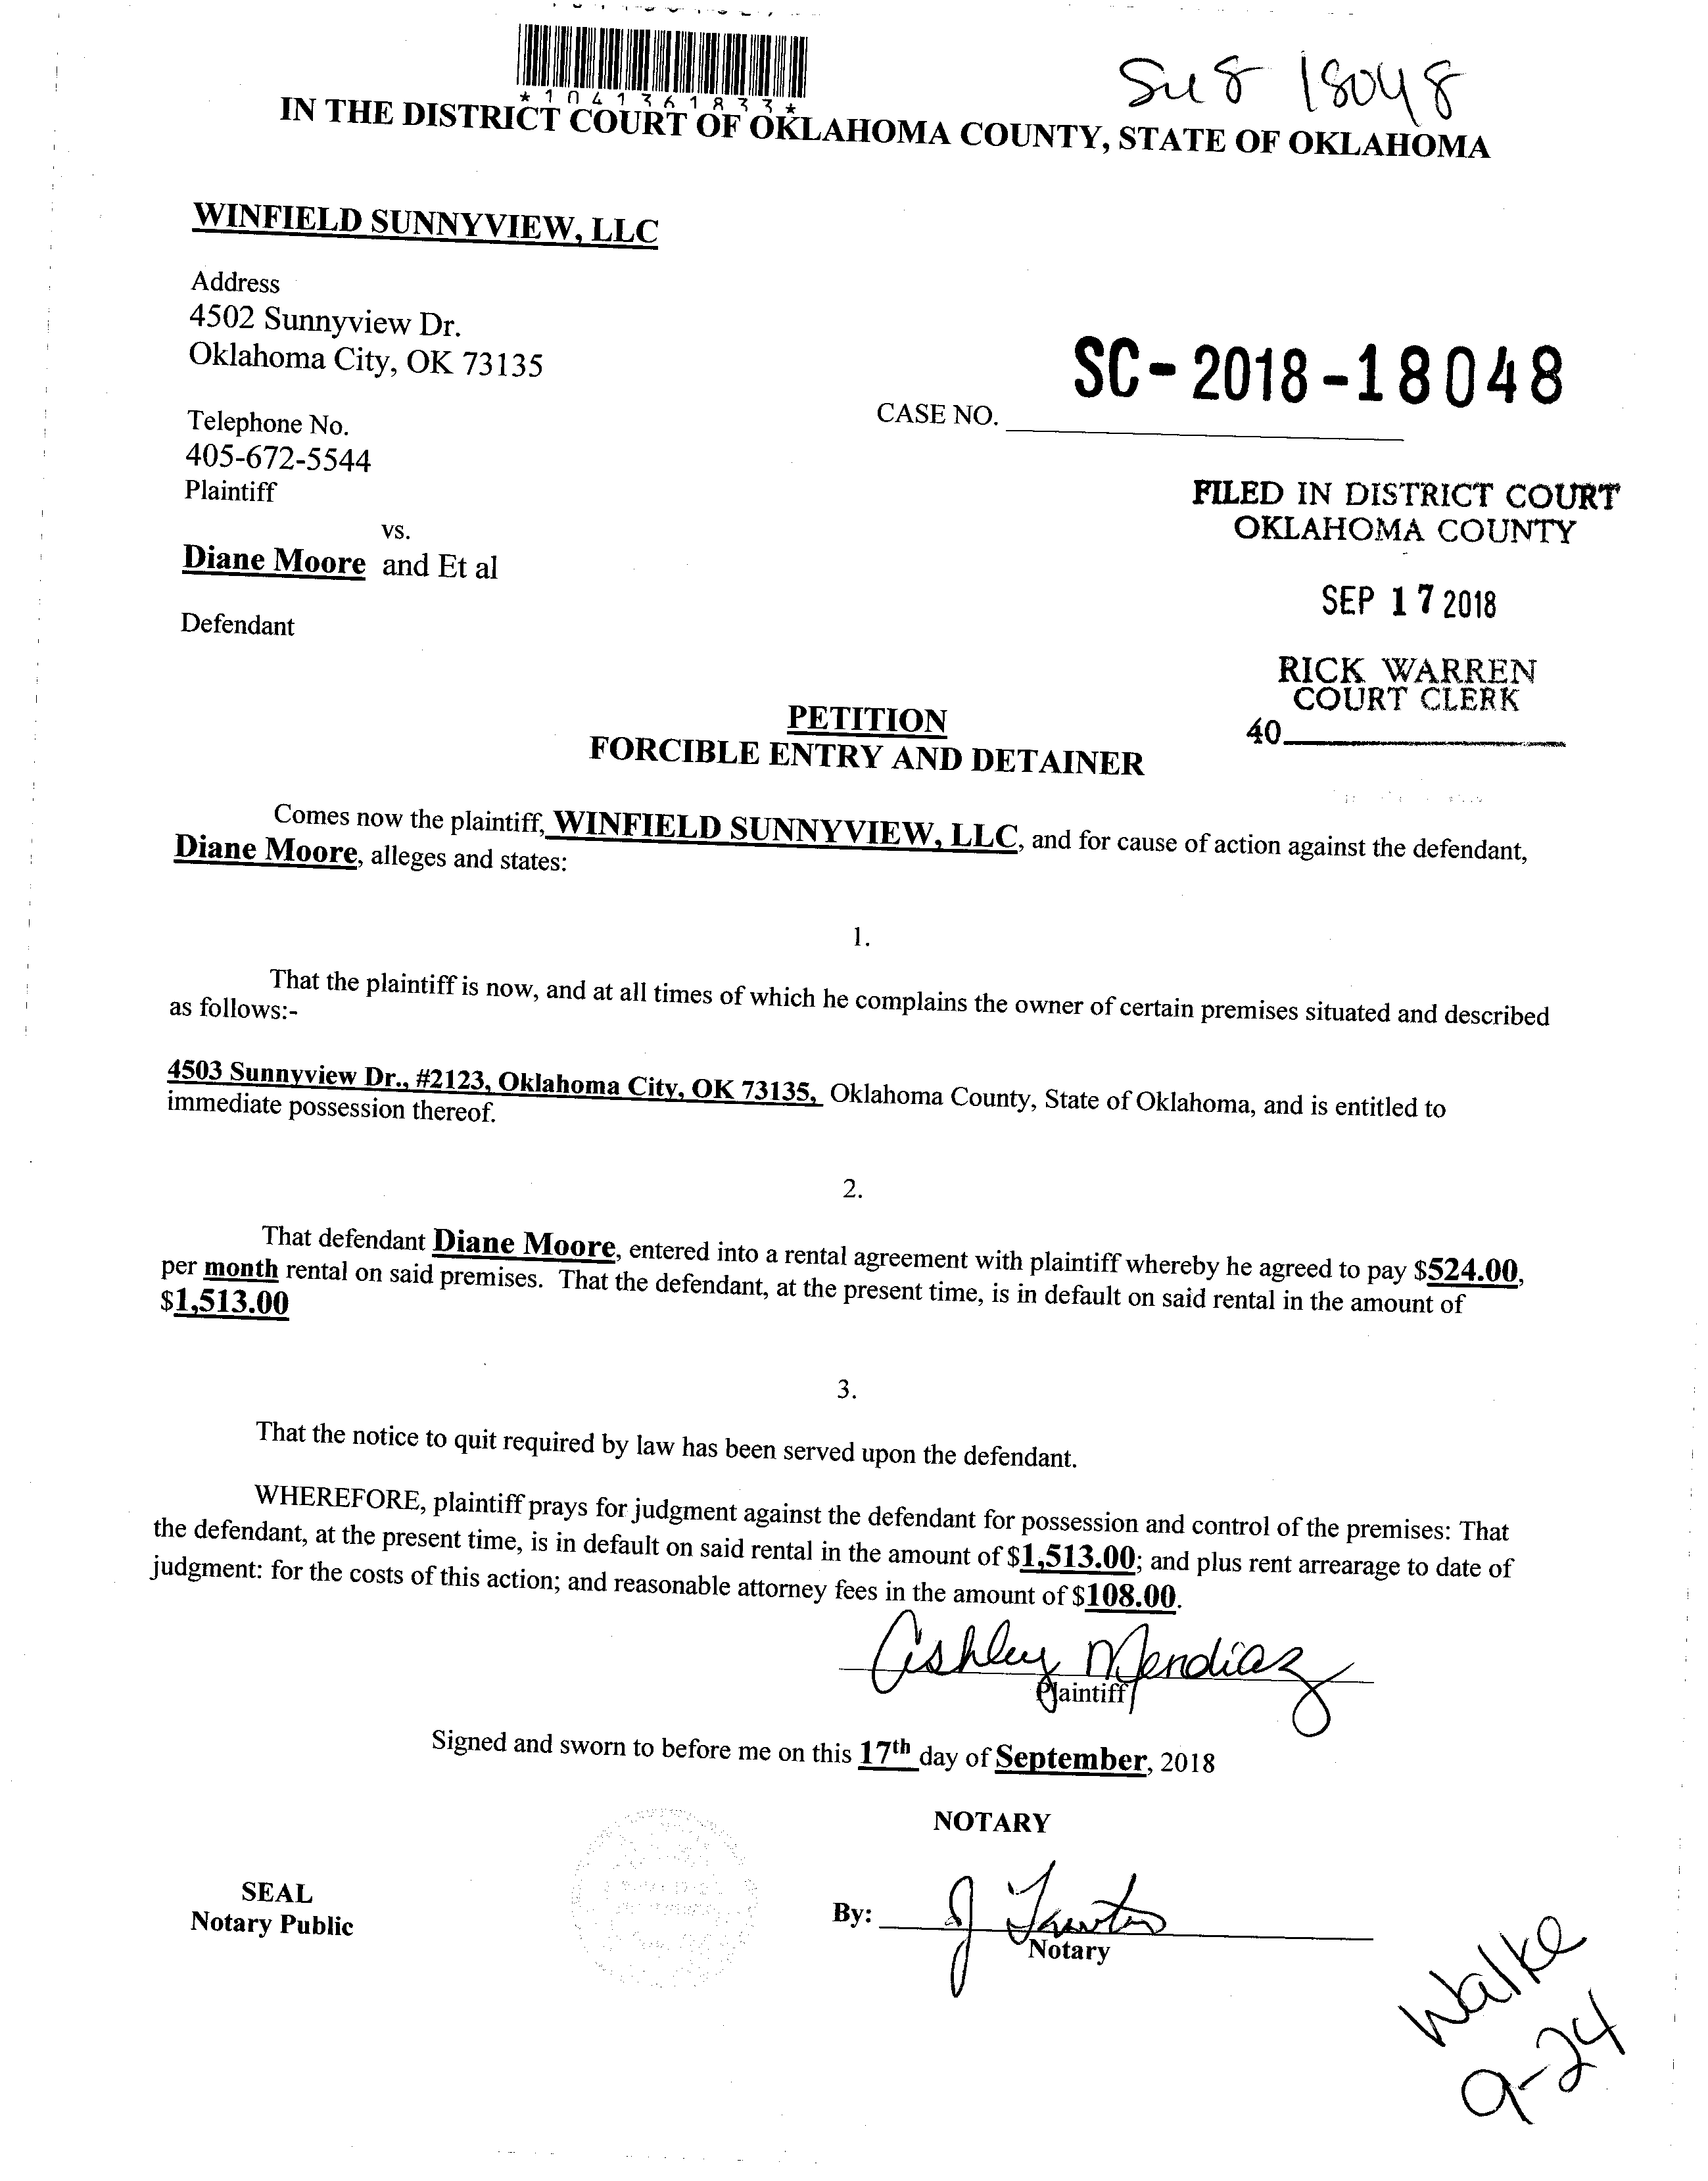 *1041361833*
18048
IN THE DISTRICT COURT OF OKLAHOMA COUNTY, STATE OF OKLAHOMA
WINFIELD SUNNYVIEW, LLC
Address
4502 Sunnyview Dr.
Oklahoma City, OK 73135
SC-2018-18048
CASE NO.
Telephone No.
405-672-5544
Plaintiff
FILED IN DISTRICT COURT
OKLAHOMA COUNTY
vs.
Diane Moore and Et al
SEP 17 2018
Defendant
RICK WARREN
COURT CLERK
40
PETITION
FORCIBLE ENTRY AND DETAINER
Comes now the plaintiff, WINFIELD SUNNYVIEW, LLC, and for cause of action against the defendant,
Diane Moore, alleges and states:
1.
That the plaintiff is now, and at all times of which he complains the owner of certain premises situated and described
as follows:-
4503 Sunnyview Dr., #2123, Oklahoma City, OK 73135, Oklahoma County, State of Oklahoma, and is entitled to
immediate possession thereof.
2.
That defendant Diane Moore, entered into a rental agreement with plaintiff whereby he agreed to pay $524.00,
per month rental on said premises. That the defendant, at the present time, is in default on said rental in the amount of
$1,513.00
3.
That the notice to quit required by law has been served upon the defendant.
WHEREFORE, plaintiff prays for judgment against the defendant for possession and control of the premises: That
the defendant, at the present time, is in default on said rental in the amount of $1,513.00; and plus rent arrearage to date of
judgment: for the costs of this action; and reasonable attorney fees in the amount of $108.00.
Ashley Mendiaz
Plaintiff
Signed and sworn to before me on this 17th day of September, 2018
NOTARY
SEAL
Notary Public
By: J
Notary
Walke
9-24